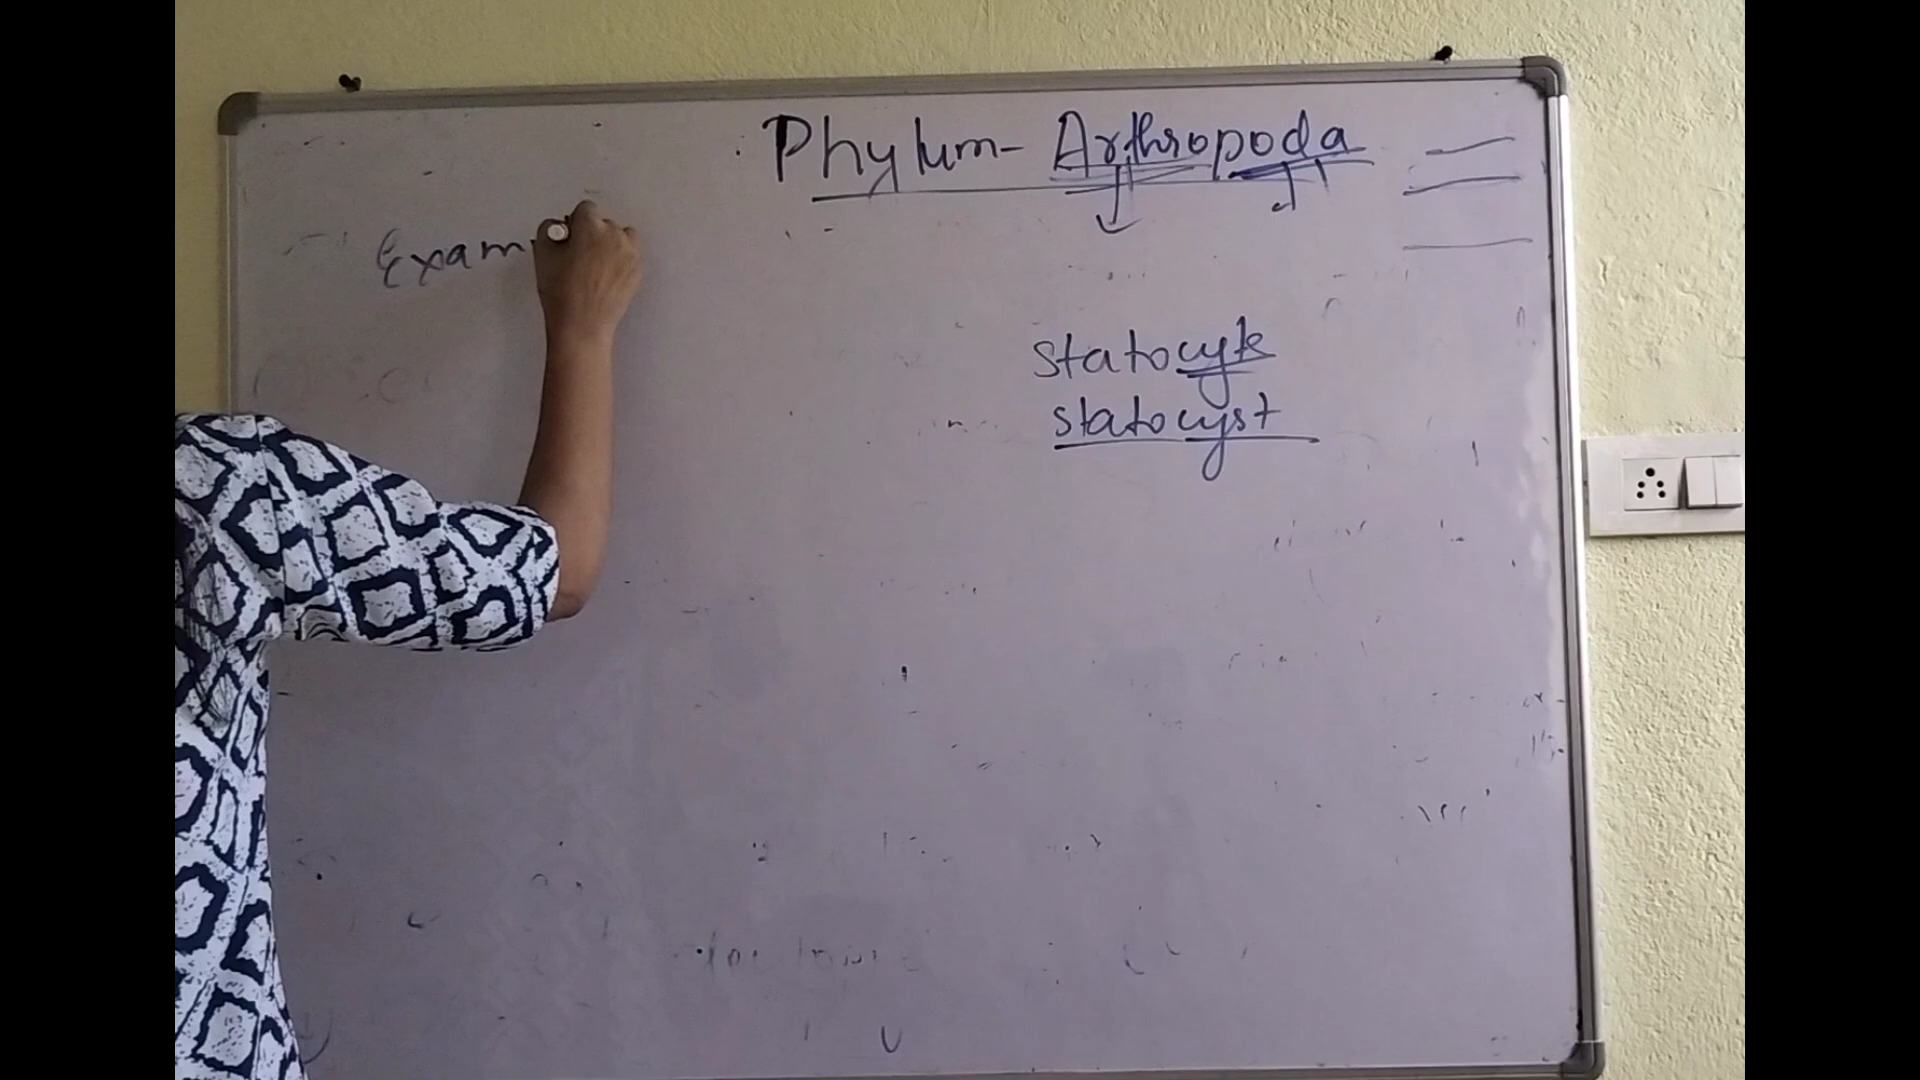 Phylum- Arthropoda
Exam
statocyte
statocyst